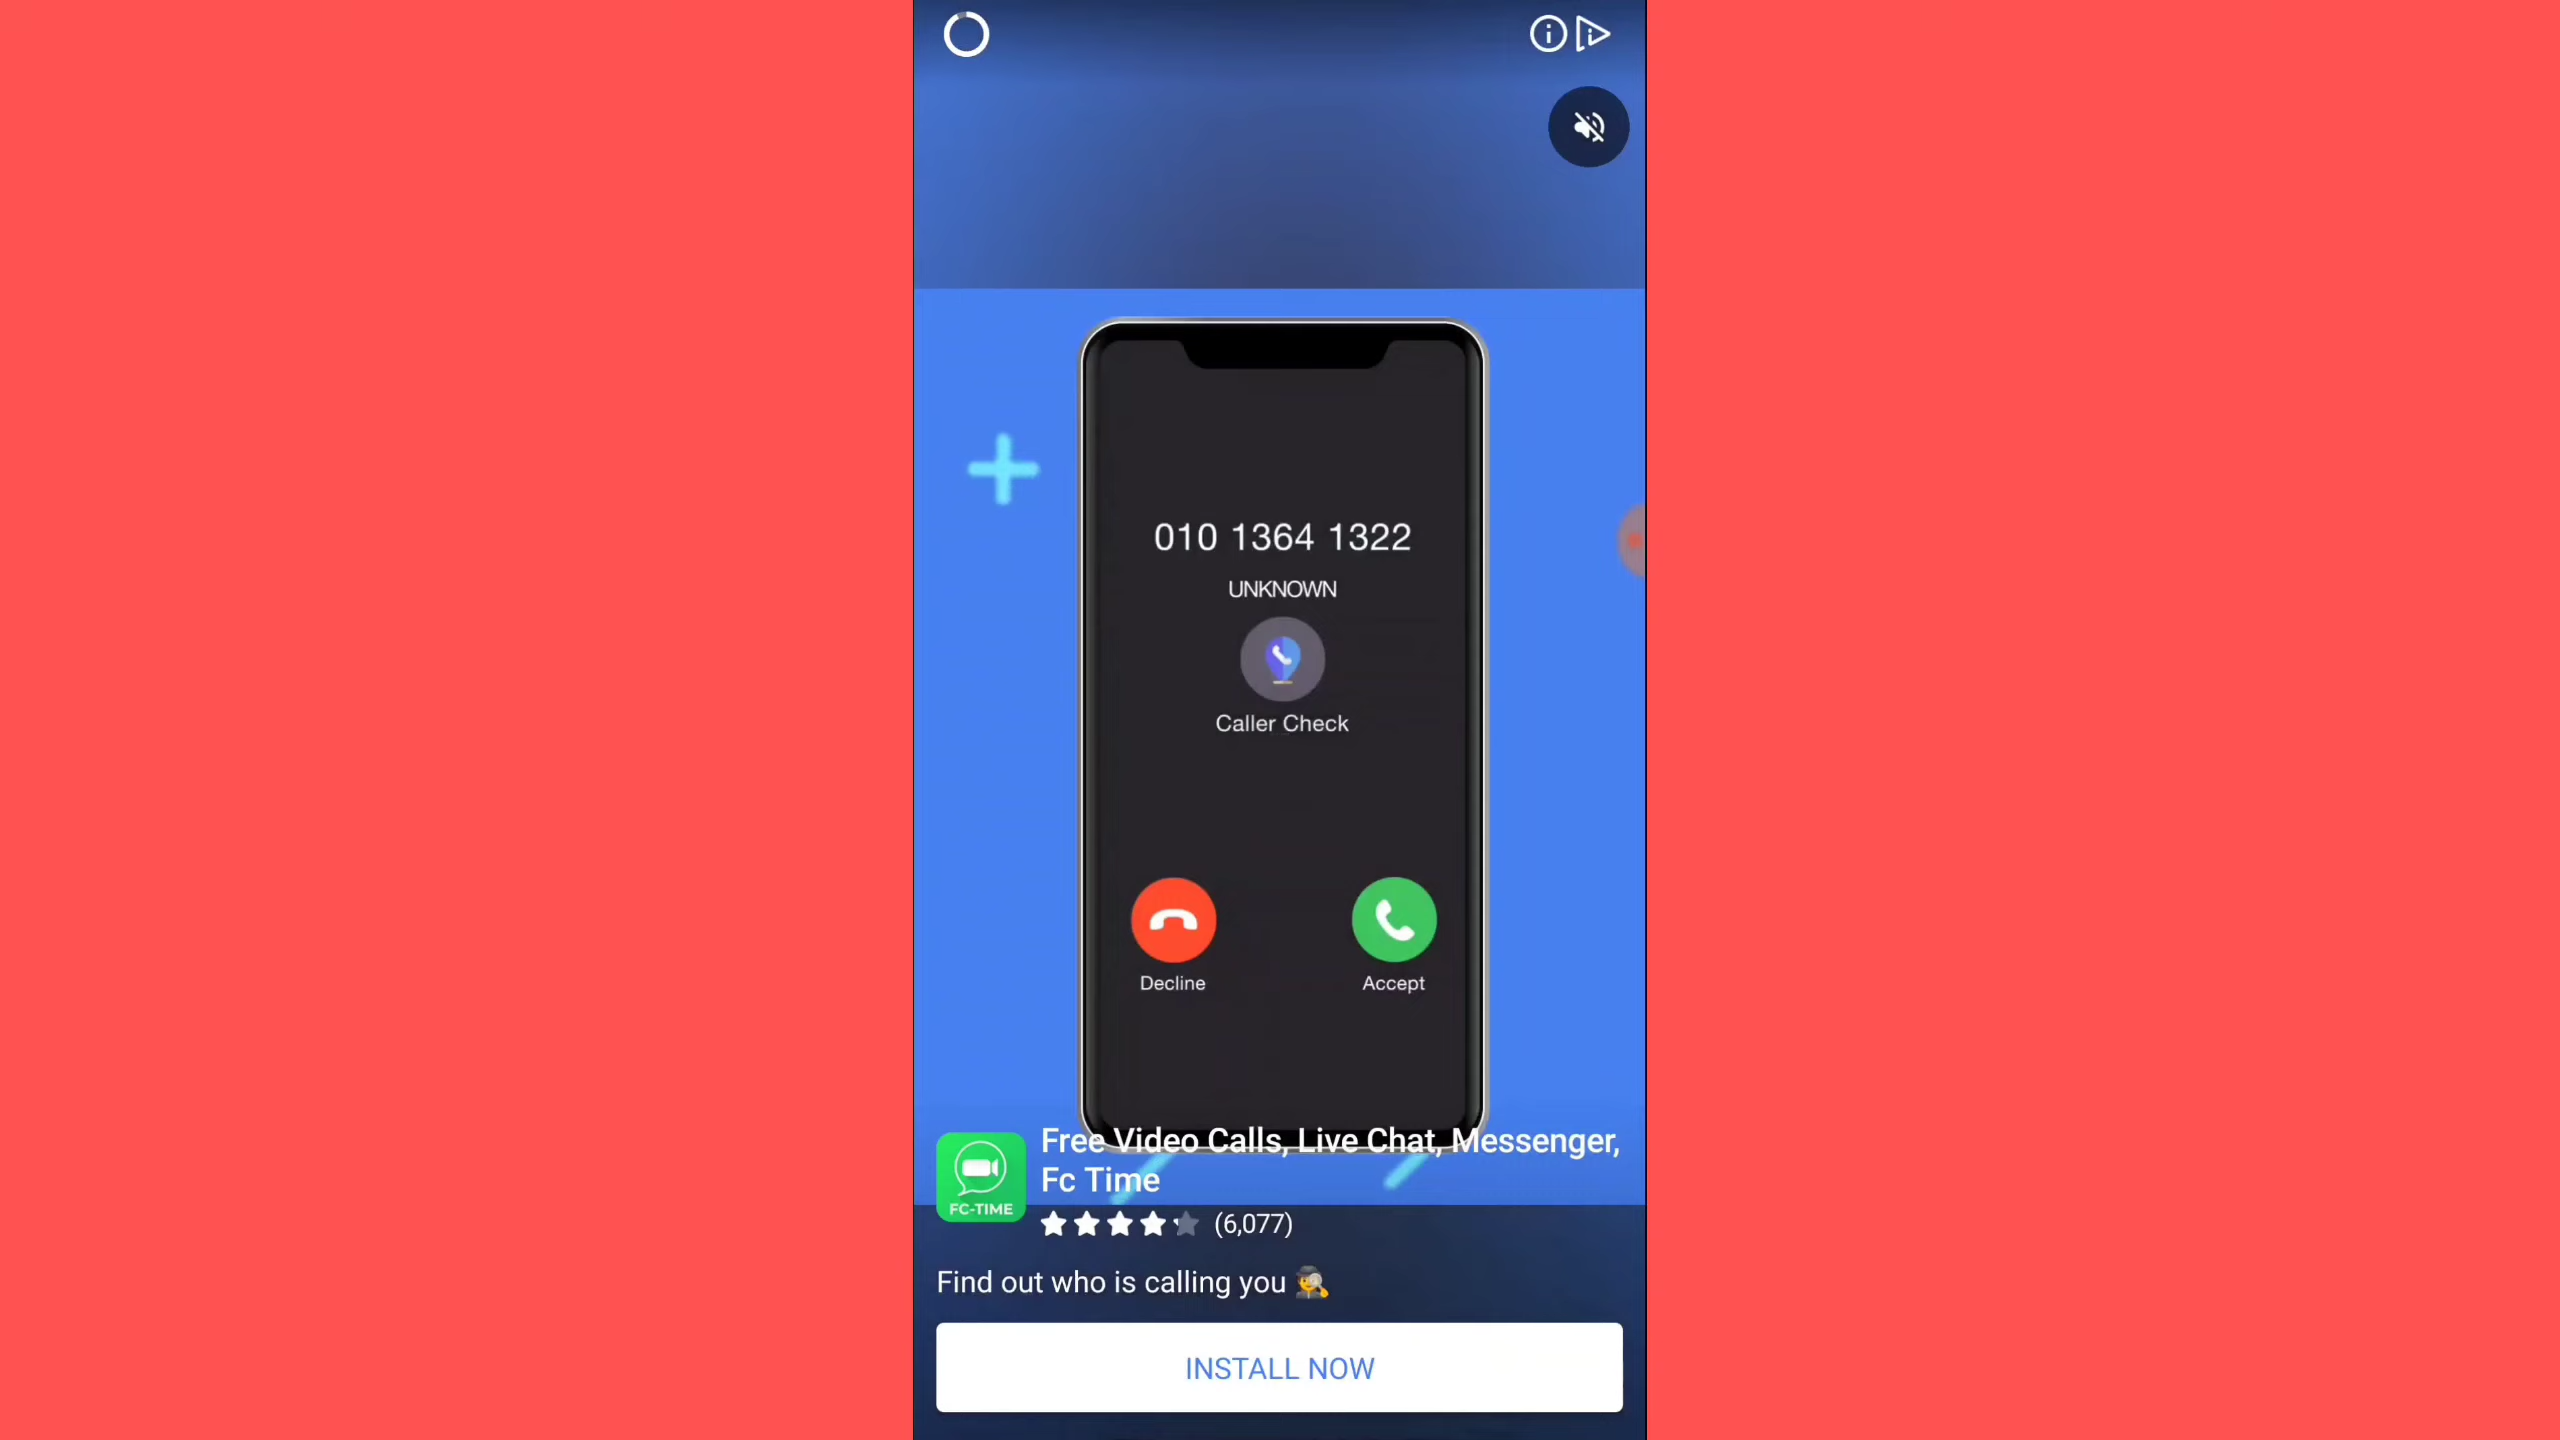 010 1364 1322
UNKNOWN
Caller Check
Decline
Accept
Free Video Calls, Live Chat, Messenger,
Fc Time
FC-TIME
(6,077)
Find out who is calling you
INSTALL NOW